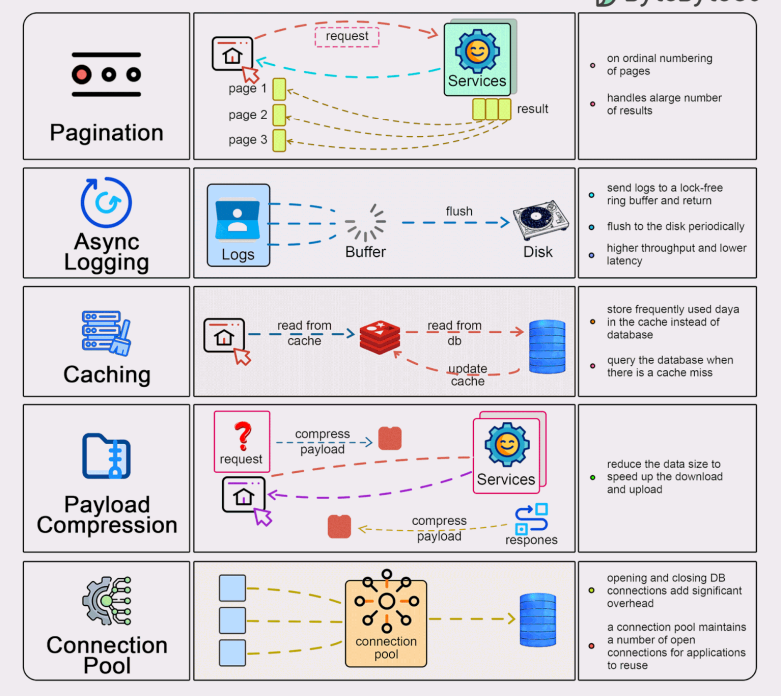 request
Services
page 1
page 2
page 3
result
Pagination
on ordinal numbering
of pages
handles alarge number
of results
Async
Logging
Logs
Buffer
flush
Disk
send logs to a lock-free
ring buffer and return
flush to the disk periodically
higher throughput and lower
latency
Caching
read from
cache
read from
db
update
cache
store frequently used daya
in the cache instead of
database
query the database when
there is a cache miss
Payload
Compression
?
request
compress
payload
Services
compress
payload
respones
reduce the data size to
speed up the download
and upload
Connection
Pool
connection
pool
opening and closing DB
connections add significant
overhead
a connection pool maintains
a number of open
connections for applications
to reuse